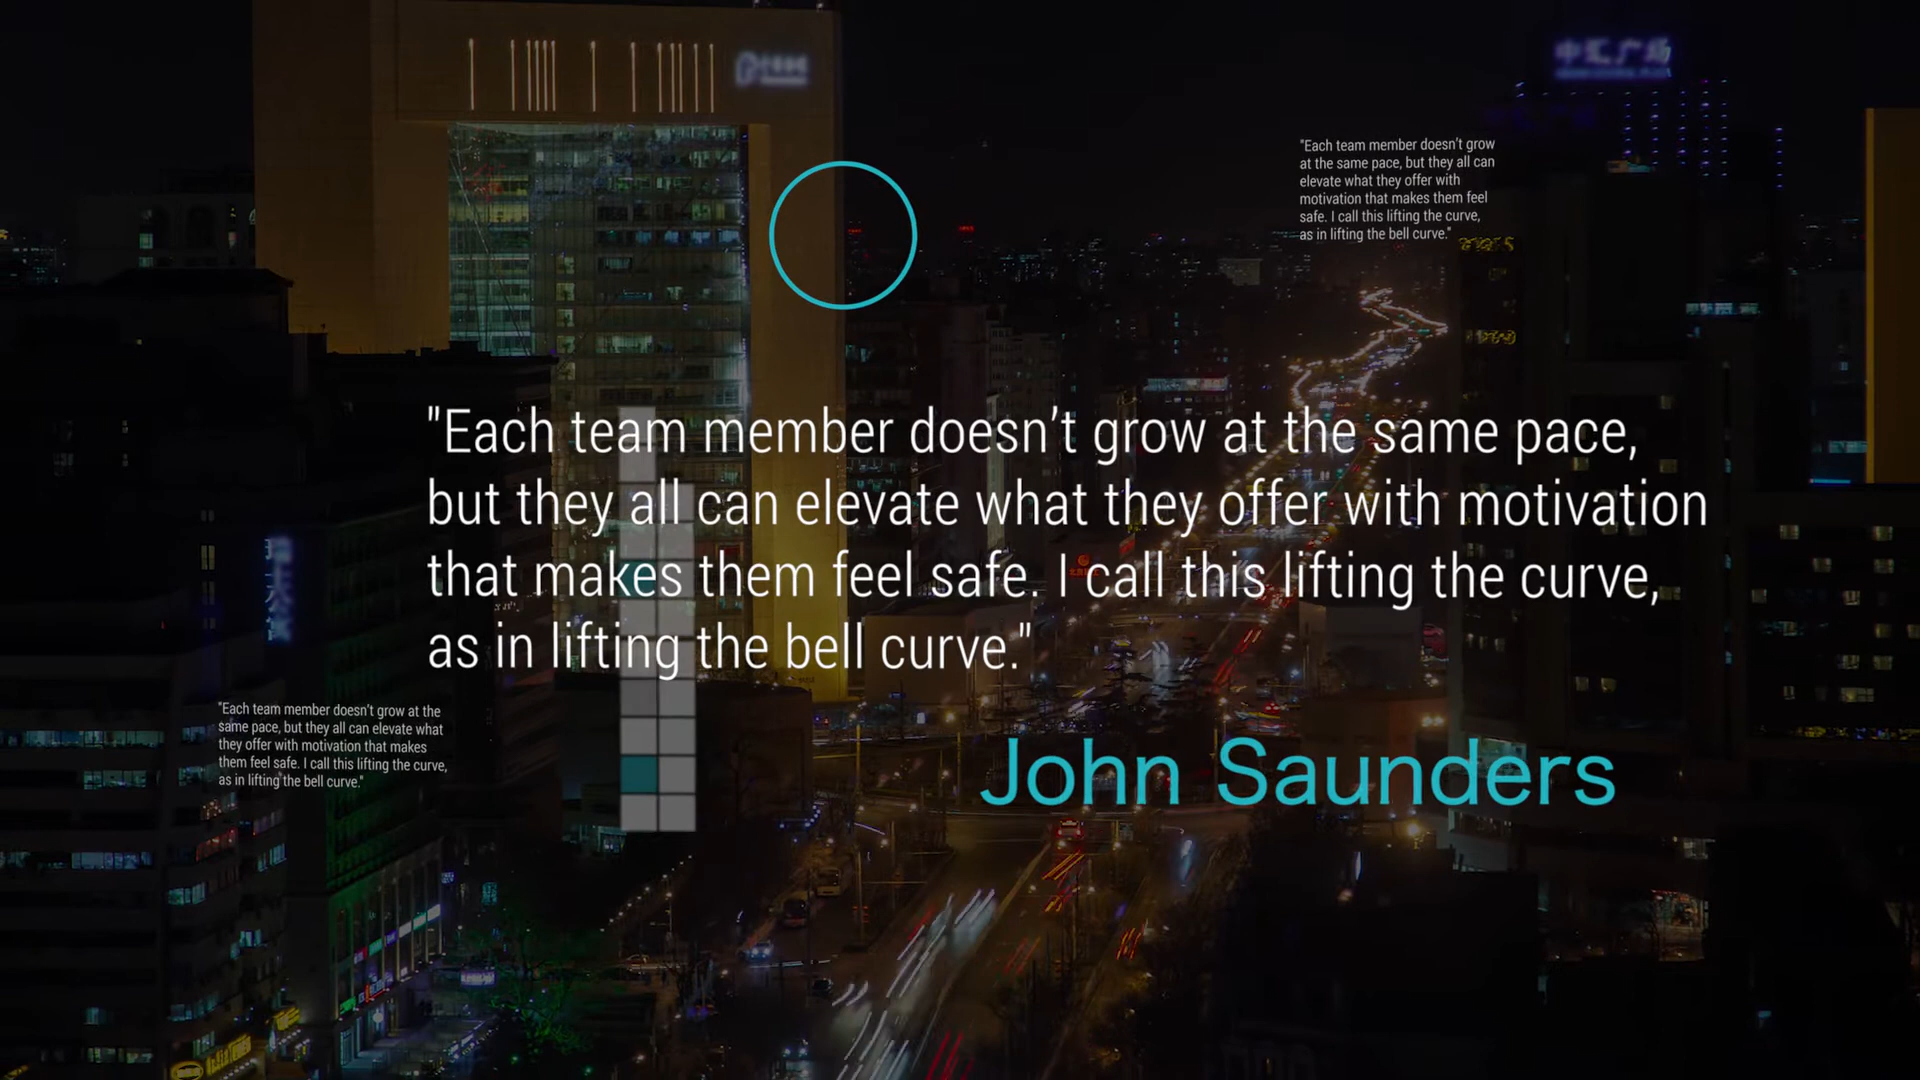 中汇广场
"Each team member doesn't grow
at the same pace, but they all can
elevate what they offer with
motivation that makes them feel
safe. I call this lifting the curve,
as in lifting the bell curve."
"Each team member doesn’t grow at the same pace,
but they all can elevate what they offer with motivation
that makes them feel safe. I call this lifting the curve,
as in lifting the bell curve."
"Each team member doesn't grow at the
same pace, but they all can elevate what
they offer with motivation that makes
them feel safe. I call this lifting the curve,
as in lifting the bell curve."
John Saunders